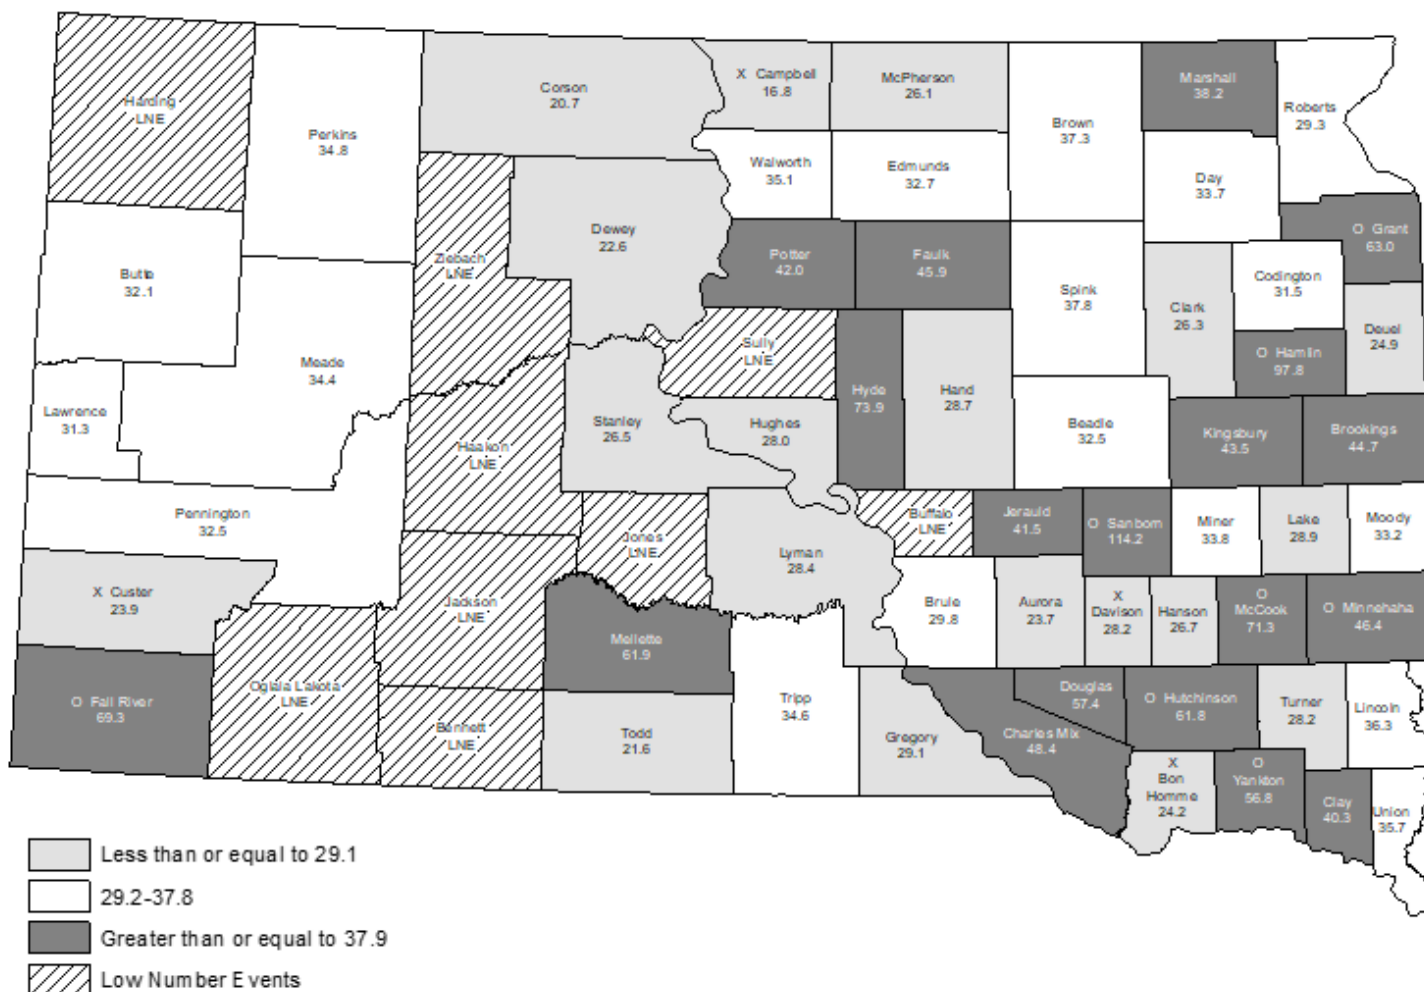 Harding
LNE
Perkins
34.8
Corson
20.7
X Campbell
16.8
McPherson
26.1
Brown
37.3
Marshall
38.2
Roberts
29.3
Walworth
35.1
Edmunds
32.7
Day
33.7
O Grant
63.0
Butte
32.1
Meade
34.4
Ziebach
LNE
Dewey
22.6
Potter
42.0
Faulk
45.9
Spink
37.8
Clark
26.3
Codington
31.5
Deuel
24.9
O Hamlin
97.8
Lawrence
31.3
Haakon
LNE
Stanley
26.5
Sully
LNE
Hughes
28.0
Hyde
73.9
Hand
28.7
Beadle
32.5
Kingsbury
43.5
Brookings
44.7
Pennington
32.5
Jones
LNE
Lyman
28.4
Buffalo
LNE
Jerauld
41.5
O Sanborn
114.2
Miner
33.8
Lake
28.9
Moody
33.2
X Custer
23.9
Jackson
LNE
Mellette
61.9
Brule
29.8
Aurora
23.7
X
Davison
28.2
Hanson
26.7
O
McCook
71.3
O Minnehaha
46.4
O Fall River
69.3
Oglala Lakota
LNE
Bennett
LNE
Todd
21.6
Tripp
34.6
Gregory
29.1
Charles Mix
48.4
Douglas
57.4
O Hutchinson
61.8
Turner
28.2
Lincoln
36.3
X
Bon
Homme
24.2
O
Yankton
56.8
Clay
40.3
Union
35.7
Less than or equal to 29.1
29.2-37.8
Greater than or equal to 37.9
Low Number Events